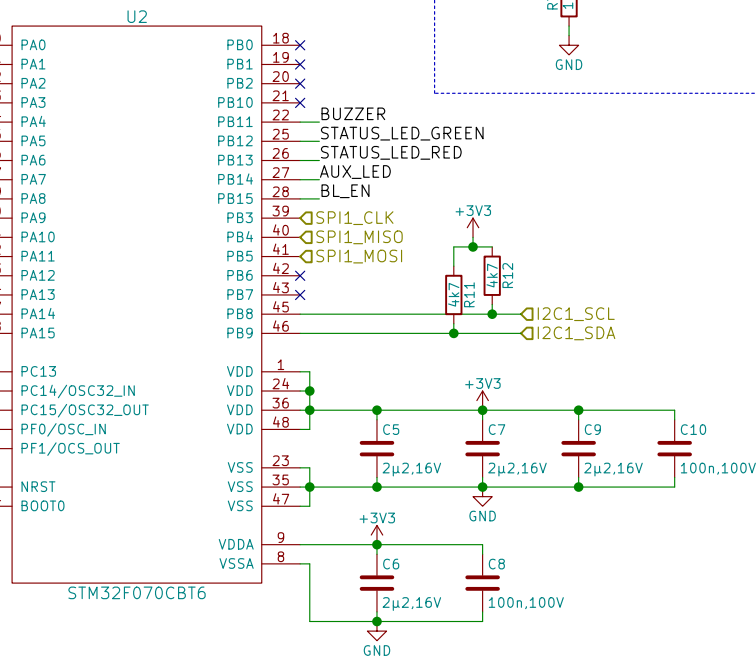 U2
R
1
GND
PA0 PB0 18
PA1 PB1 19
PA2 PB2 20
PA3 PB10 21
PA4 PB11 22 BUZZER
PA5 PB12 25 STATUS_LED_GREEN
PA6 PB13 26 STATUS_LED_RED
PA7 PB14 27 AUX_LED
PA8 PB15 28 BL_EN
PA9 PB3 39 SPI1_CLK
PA10 PB4 40 SPI1_MISO
PA11 PB5 41 SPI1_MOSI
PA12 PB6 42
PA13 PB7 43
PA14 PB8 45 I2C1_SCL
PA15 PB9 46 I2C1_SDA
+3V3
4k7 R11
4k7 R12
PC13 VDD 1
PC14/OSC32_IN VDD 24
PC15/OSC32_OUT VDD 36
PF0/OSC_IN VDD 48
PF1/OCS_OUT
VSS 23
NRST VSS 35
BOOT0 VSS 47
+3V3
C5 C7 C9 C10
2µ2,16V 2µ2,16V 2µ2,16V 100n,100V
GND
VDDA 9
VSSA 8
+3V3
C6 C8
2µ2,16V 100n,100V
GND
STM32F070CBT6